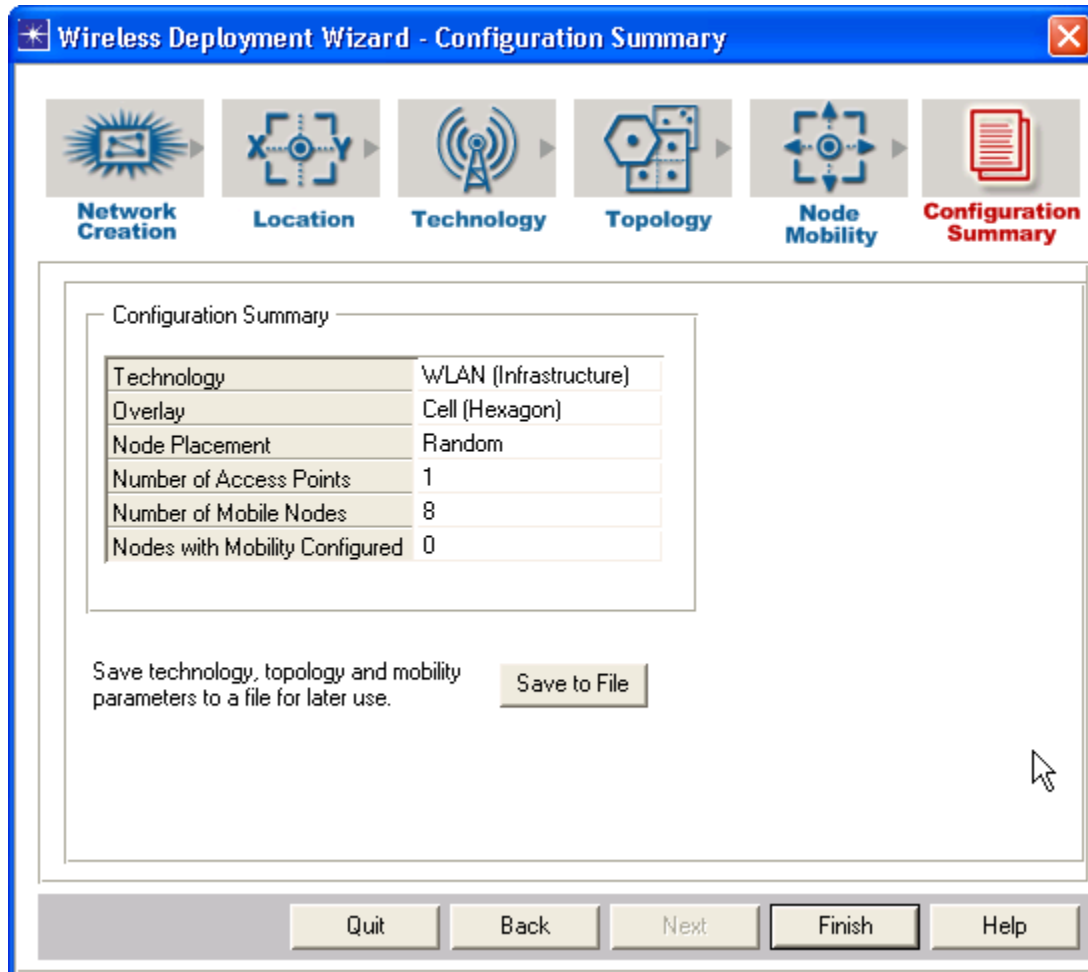 Wireless Deployment Wizard - Configuration Summary
X Y
Network Creation
Location
Technology
Topology
Node Mobility
Configuration Summary
Configuration Summary
Technology WLAN (Infrastructure)
Overlay Cell (Hexagon)
Node Placement Random
Number of Access Points 1
Number of Mobile Nodes 8
Nodes with Mobility Configured 0
Save technology, topology and mobility
parameters to a file for later use.
Save to File
Quit Back Next Finish Help